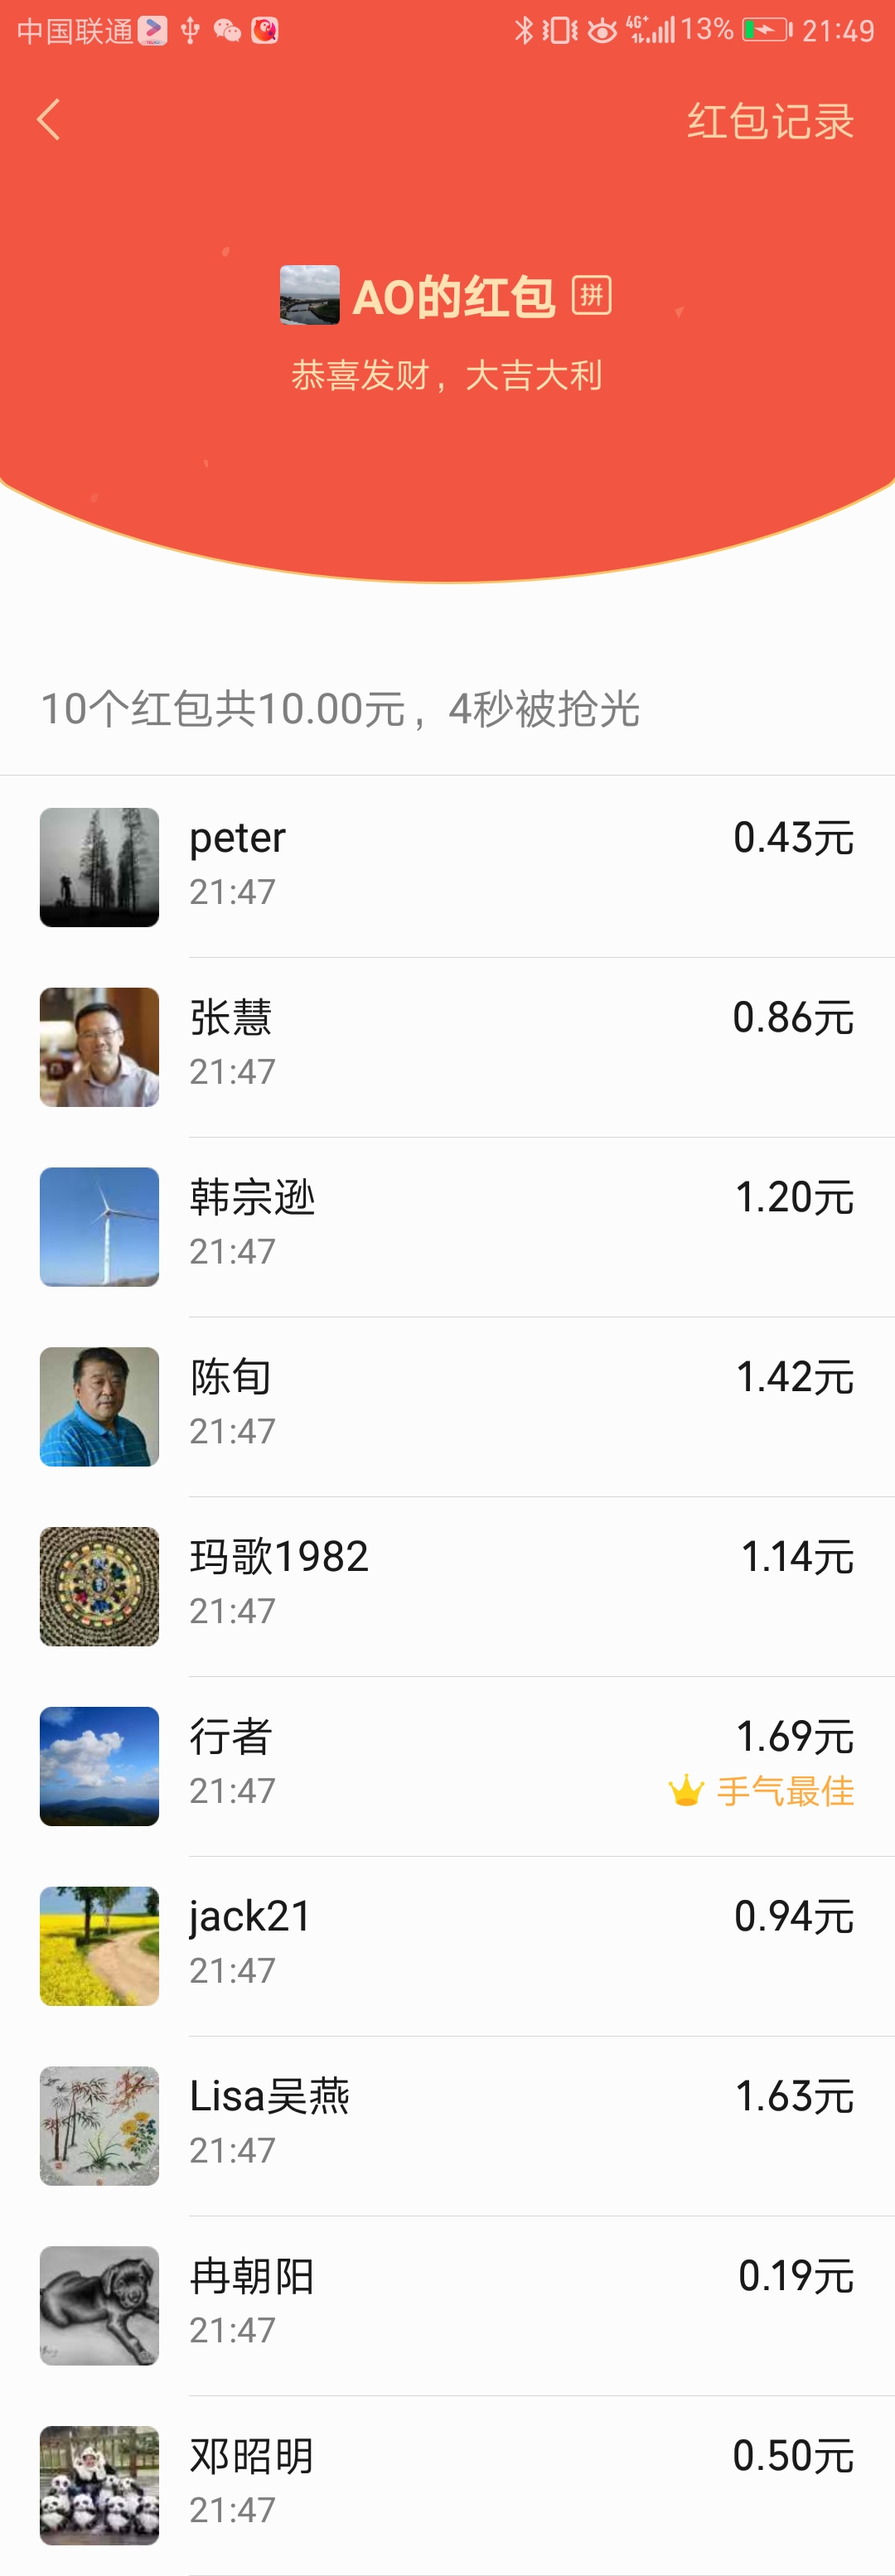 中国联通 4G+ 13% 21:49
红包记录
AO的红包 拼
恭喜发财，大吉大利
10个红包共10.00元，4秒被抢光
peter 0.43元
21:47
张慧 0.86元
21:47
韩宗逊 1.20元
21:47
陈旬 1.42元
21:47
玛歌1982 1.14元
21:47
行者 1.69元
21:47 手气最佳
jack21 0.94元
21:47
Lisa吴燕 1.63元
21:47
冉朝阳 0.19元
21:47
邓昭明 0.50元
21:47